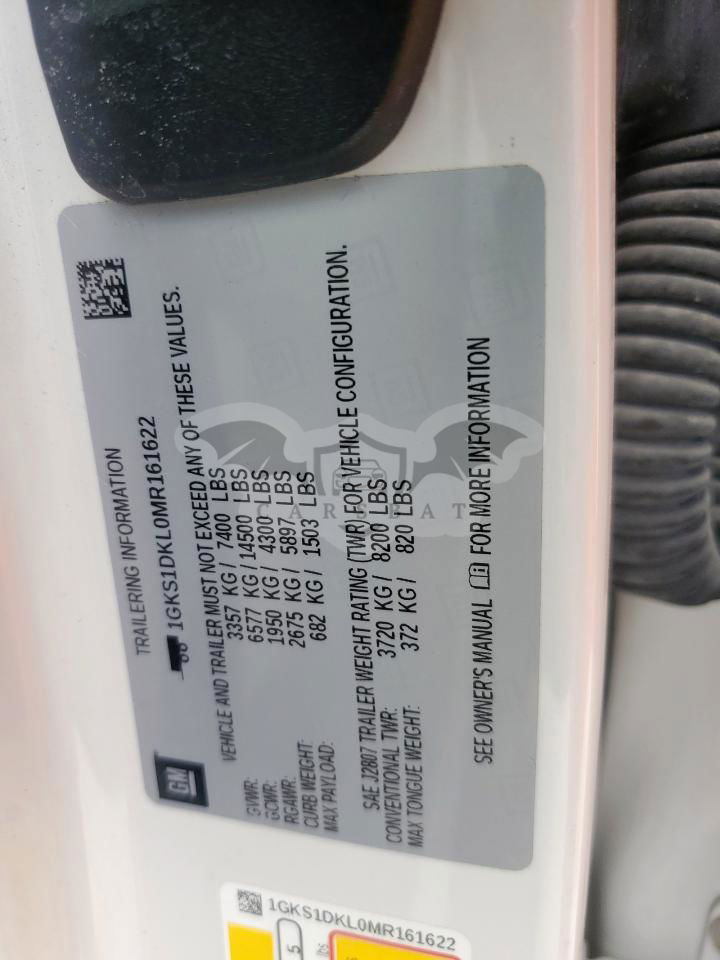 GM
TRAILERING INFORMATION
1GKS1DKL0MR161622
VEHICLE AND TRAILER MUST NOT EXCEED ANY OF THESE VALUES.
GVWR: 3357 KG / 7400 LBS
GCWR: 6577 KG / 14500 LBS
RGAWR: 1950 KG / 4300 LBS
CURB WEIGHT: 2675 KG / 5897 LBS
MAX PAYLOAD: 682 KG / 1503 LBS
SAE J2807 TRAILER WEIGHT RATING (TWR) FOR VEHICLE CONFIGURATION.
CONVENTIONAL TWR: 3720 KG / 8200 LBS
MAX TONGUE WEIGHT: 372 KG / 820 LBS
SEE OWNER'S MANUAL FOR MORE INFORMATION
CARSBAT
1GKS1DKL0MR161622
5